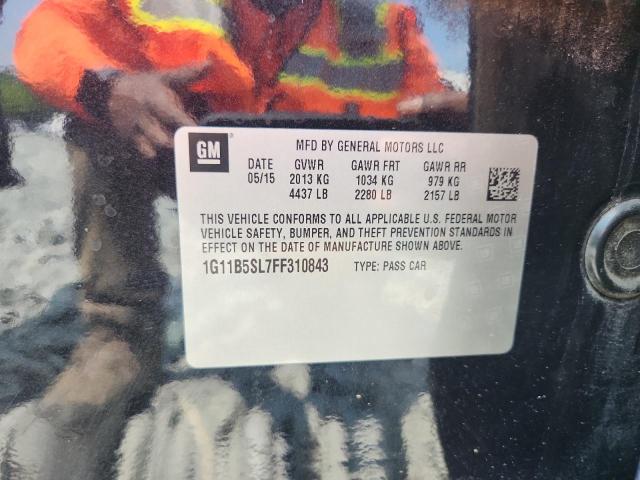 GM
MFD BY GENERAL MOTORS LLC
DATE GVWR GAWR FRT GAWR RR
05/15 2013 KG 1034 KG 979 KG
4437 LB 2280 LB 2157 LB
THIS VEHICLE CONFORMS TO ALL APPLICABLE U.S. FEDERAL MOTOR
VEHICLE SAFETY, BUMPER, AND THEFT PREVENTION STANDARDS IN
EFFECT ON THE DATE OF MANUFACTURE SHOWN ABOVE.
1G11B5SL7FF310843 TYPE: PASS CAR